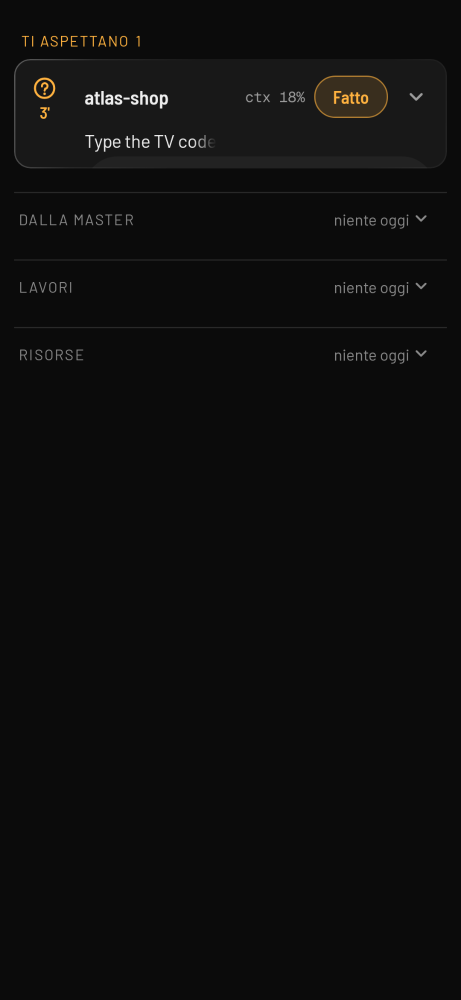 TI ASPETTANO 1
atlas-shop
ctx 18%
Fatto
3'
Type the TV code
DALLA MASTER
niente oggi
LAVORI
niente oggi
RISORSE
niente oggi